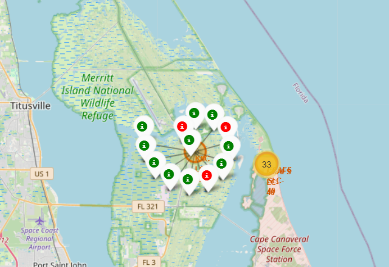 Merritt
Island National
Wildlife
Refuge
Titusville
Florida
33
US 1
FL 321
Space Coast
Regional
Airport
Cape Canaveral
Space Force
Station
Port Saint John
FL 3